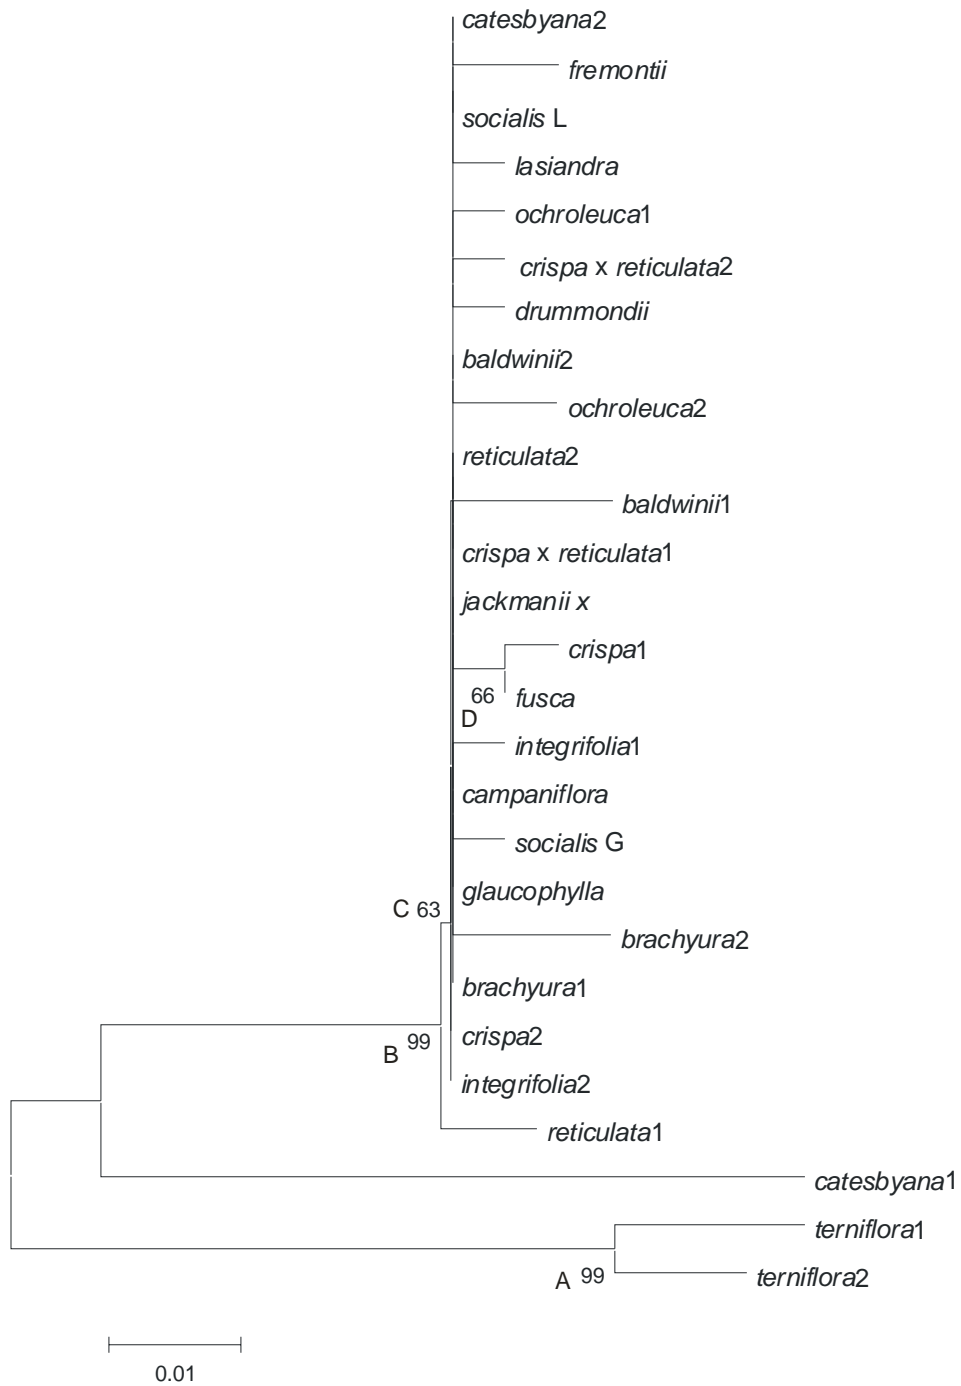 catesbyana2
fremontii
socialis L
lasiandra
ochroleuca1
crispa x reticulata2
drummondii
baldwinii2
ochroleuca2
reticulata2
baldwinii1
crispa x reticulata1
jackmanii x
crispa1
66 fusca
D
integrifolia1
campaniflora
socialis G
glaucophylla
C 63
brachyura2
brachyura1
crispa2
B 99
integrifolia2
reticulata1
catesbyana1
terniflora1
A 99 terniflora2
0.01